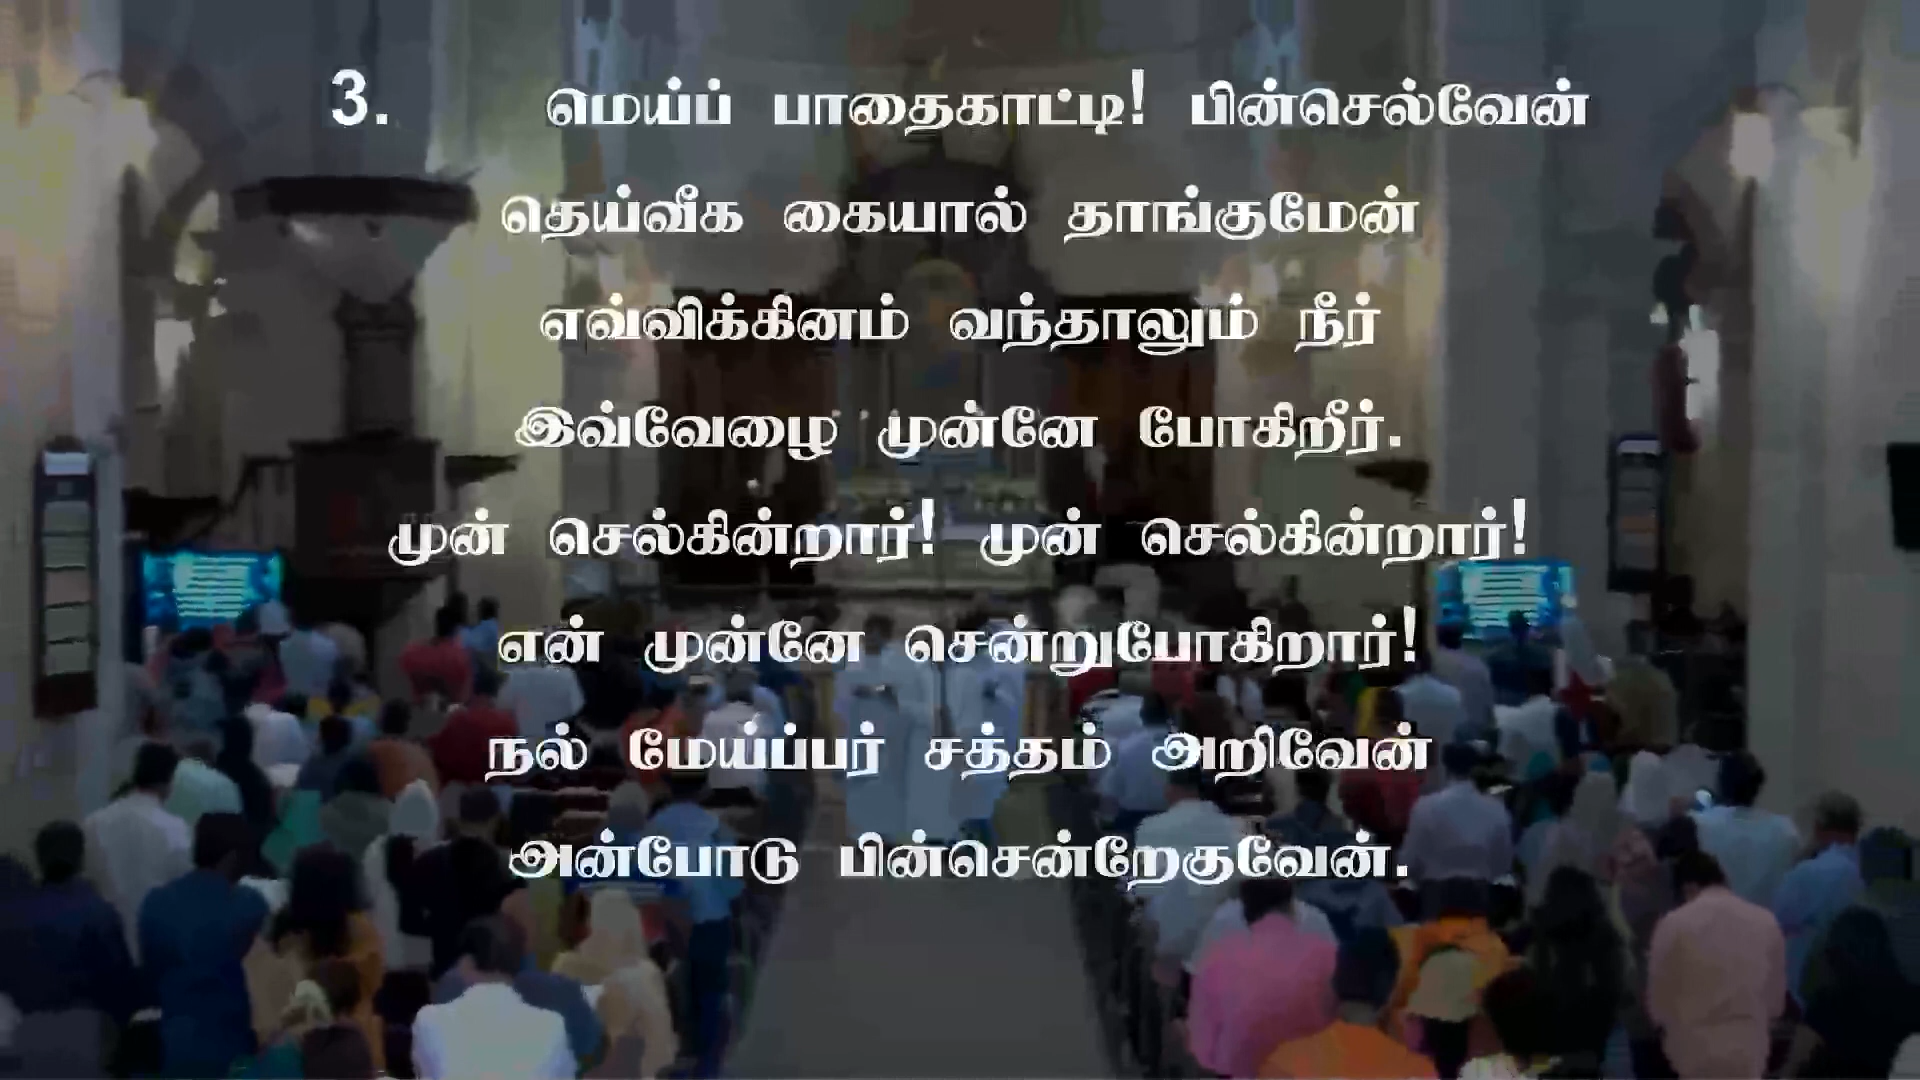 3. மெய்ப் பாதைகாட்டி! பின்செல்வேன்
தெய்வீக கையால் தாங்குமேன்
எவ்விக்கினம் வந்தாலும் நீர்
இவ்வேழை முன்னே போகிறீர்.
முன் செல்கின்றார்! முன் செல்கின்றார்!
என் முன்னே சென்றுபோகிறார்!
நல் மேய்ப்பர் சத்தம் அறிவேன்
அன்போடு பின்சென்றேகுவேன்.